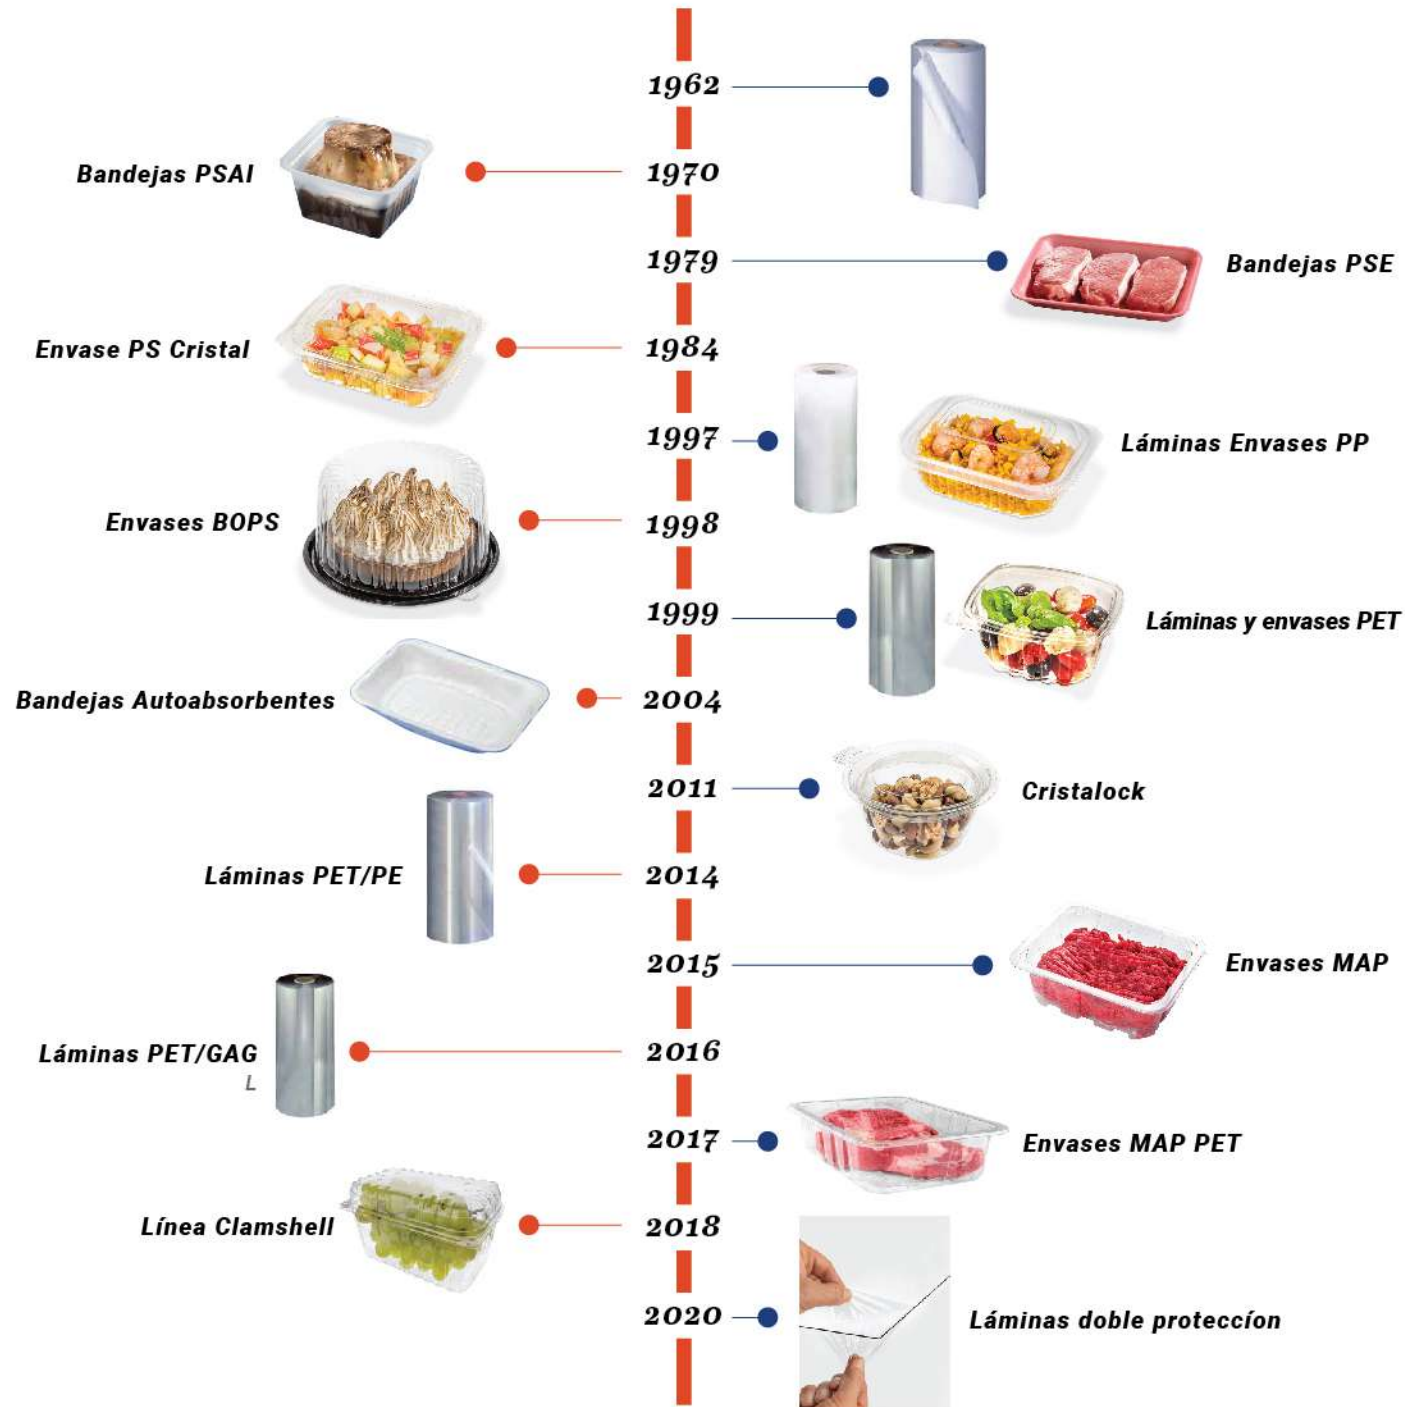 1962
Bandejas PSAI
1970
1979
Bandejas PSE
Envase PS Cristal
1984
1997
Láminas Envases PP
Envases BOPS
1998
1999
Láminas y envases PET
Bandejas Autoabsorbentes
2004
2011
Cristalock
Láminas PET/PE
2014
2015
Envases MAP
Láminas PET/GAG
L
2016
2017
Envases MAP PET
Línea Clamshell
2018
2020
Láminas doble proteccíon